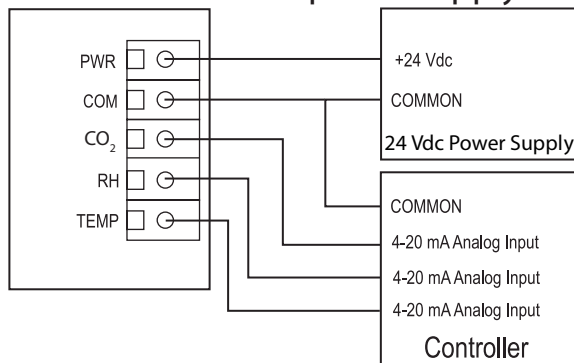 PWR
COM
CO₂
RH
TEMP
+24 Vdc
COMMON
24 Vdc Power Supply
COMMON
4-20 mA Analog Input
4-20 mA Analog Input
4-20 mA Analog Input
Controller